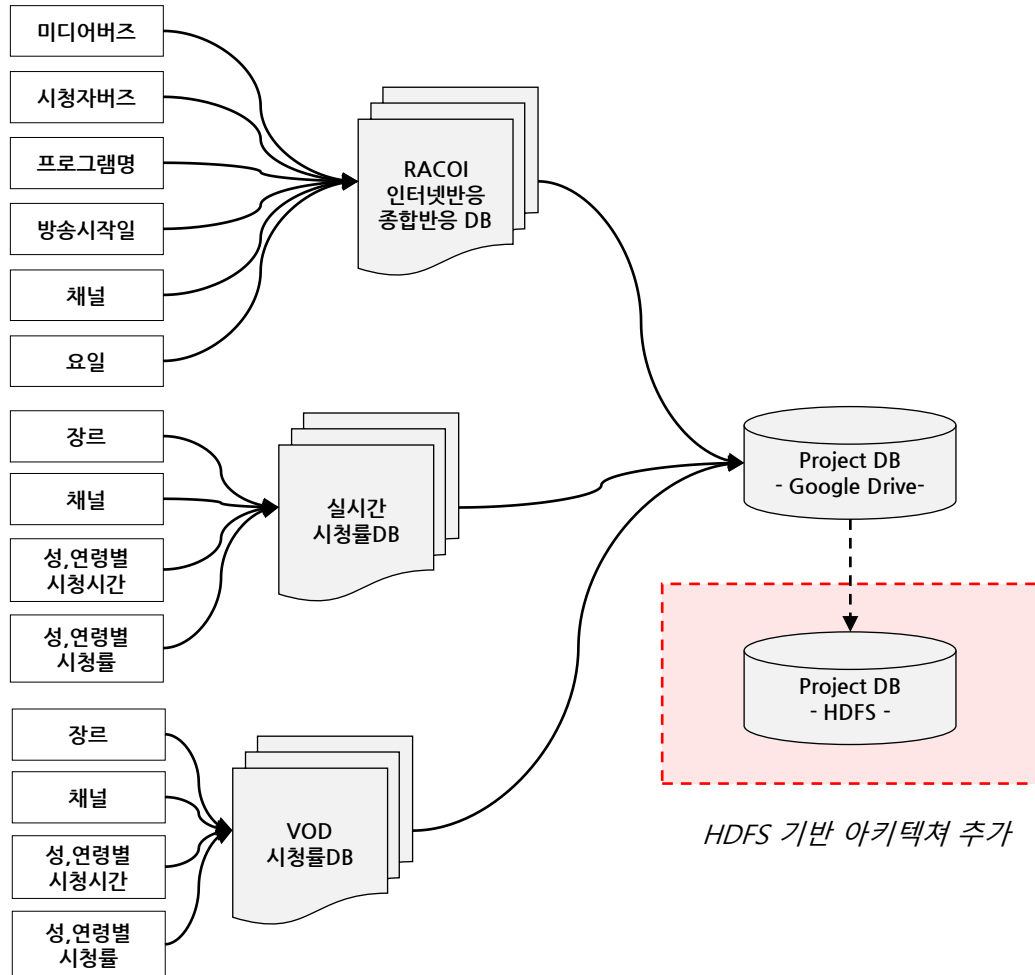 미디어버즈
시청자버즈
프로그램명
방송시작일
채널
요일
RACOI
인터넷반응
종합반응 DB
장르
채널
성,연령별
시청시간
성,연령별
시청률
실시간
시청률DB
장르
채널
성,연령별
시청시간
성,연령별
시청률
VOD
시청률DB
Project DB
- Google Drive-
Project DB
- HDFS -
HDFS 기반 아키텍쳐 추가